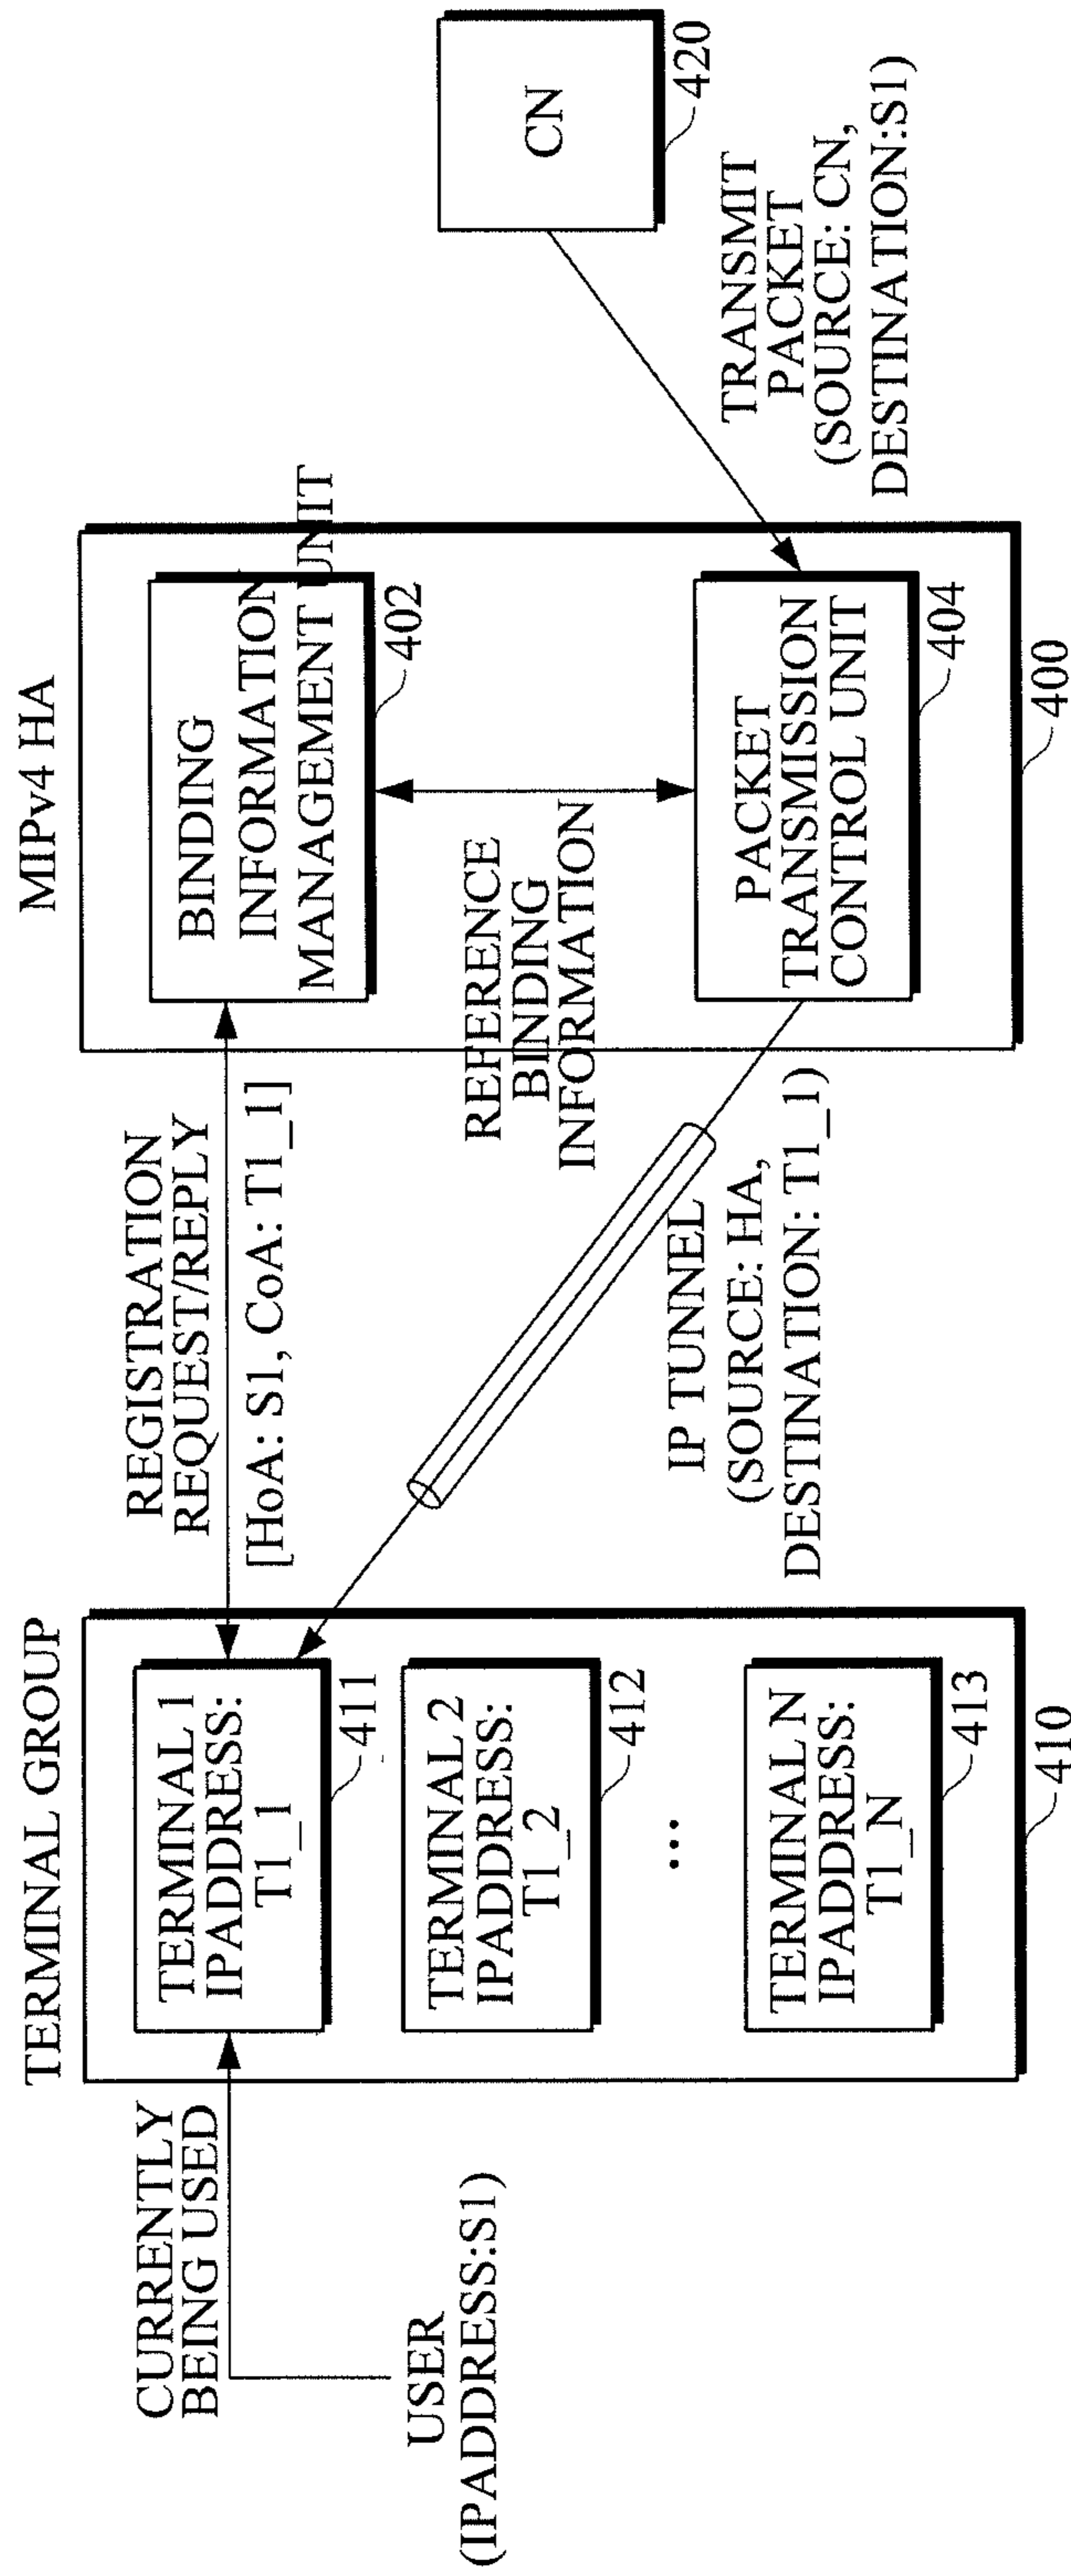 CURRENTLY
BEING USED
USER
(IPADDRESS:S1)
TERMINAL GROUP
TERMINAL 1
IPADDRESS:
T1_1
411
TERMINAL 2
IPADDRESS:
T1_2
412
...
TERMINAL N
IPADDRESS:
T1_N
413
410
REGISTRATION
REQUEST/REPLY
[HoA: S1, CoA: T1_1]
IP TUNNEL
(SOURCE: HA,
DESTINATION: T1_1)
MIPv4 HA
BINDING
INFORMATION
MANAGEMENT UNIT
402
REFERENCE
BINDING
INFORMATION
PACKET
TRANSMISSION
CONTROL UNIT
404
400
CN
420
TRANSMIT
PACKET
(SOURCE: CN,
DESTINATION:S1)